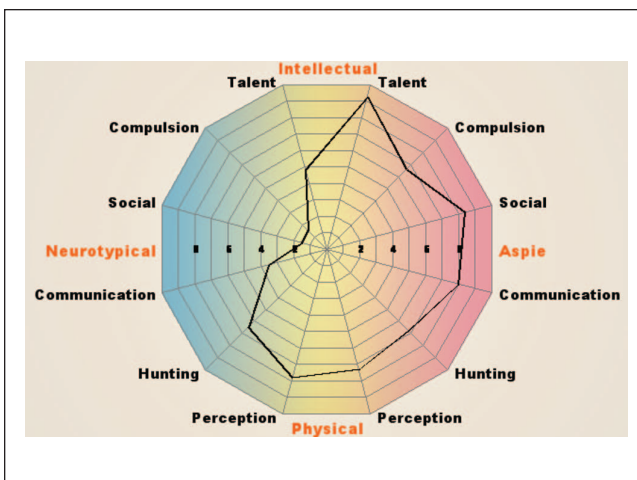 Intellectual
Talent Talent
Compulsion Compulsion
Social Social
Neurotypical 8 6 4 2 2 4 6 8 Aspie
Communication Communication
Hunting Hunting
Perception Perception
Physical